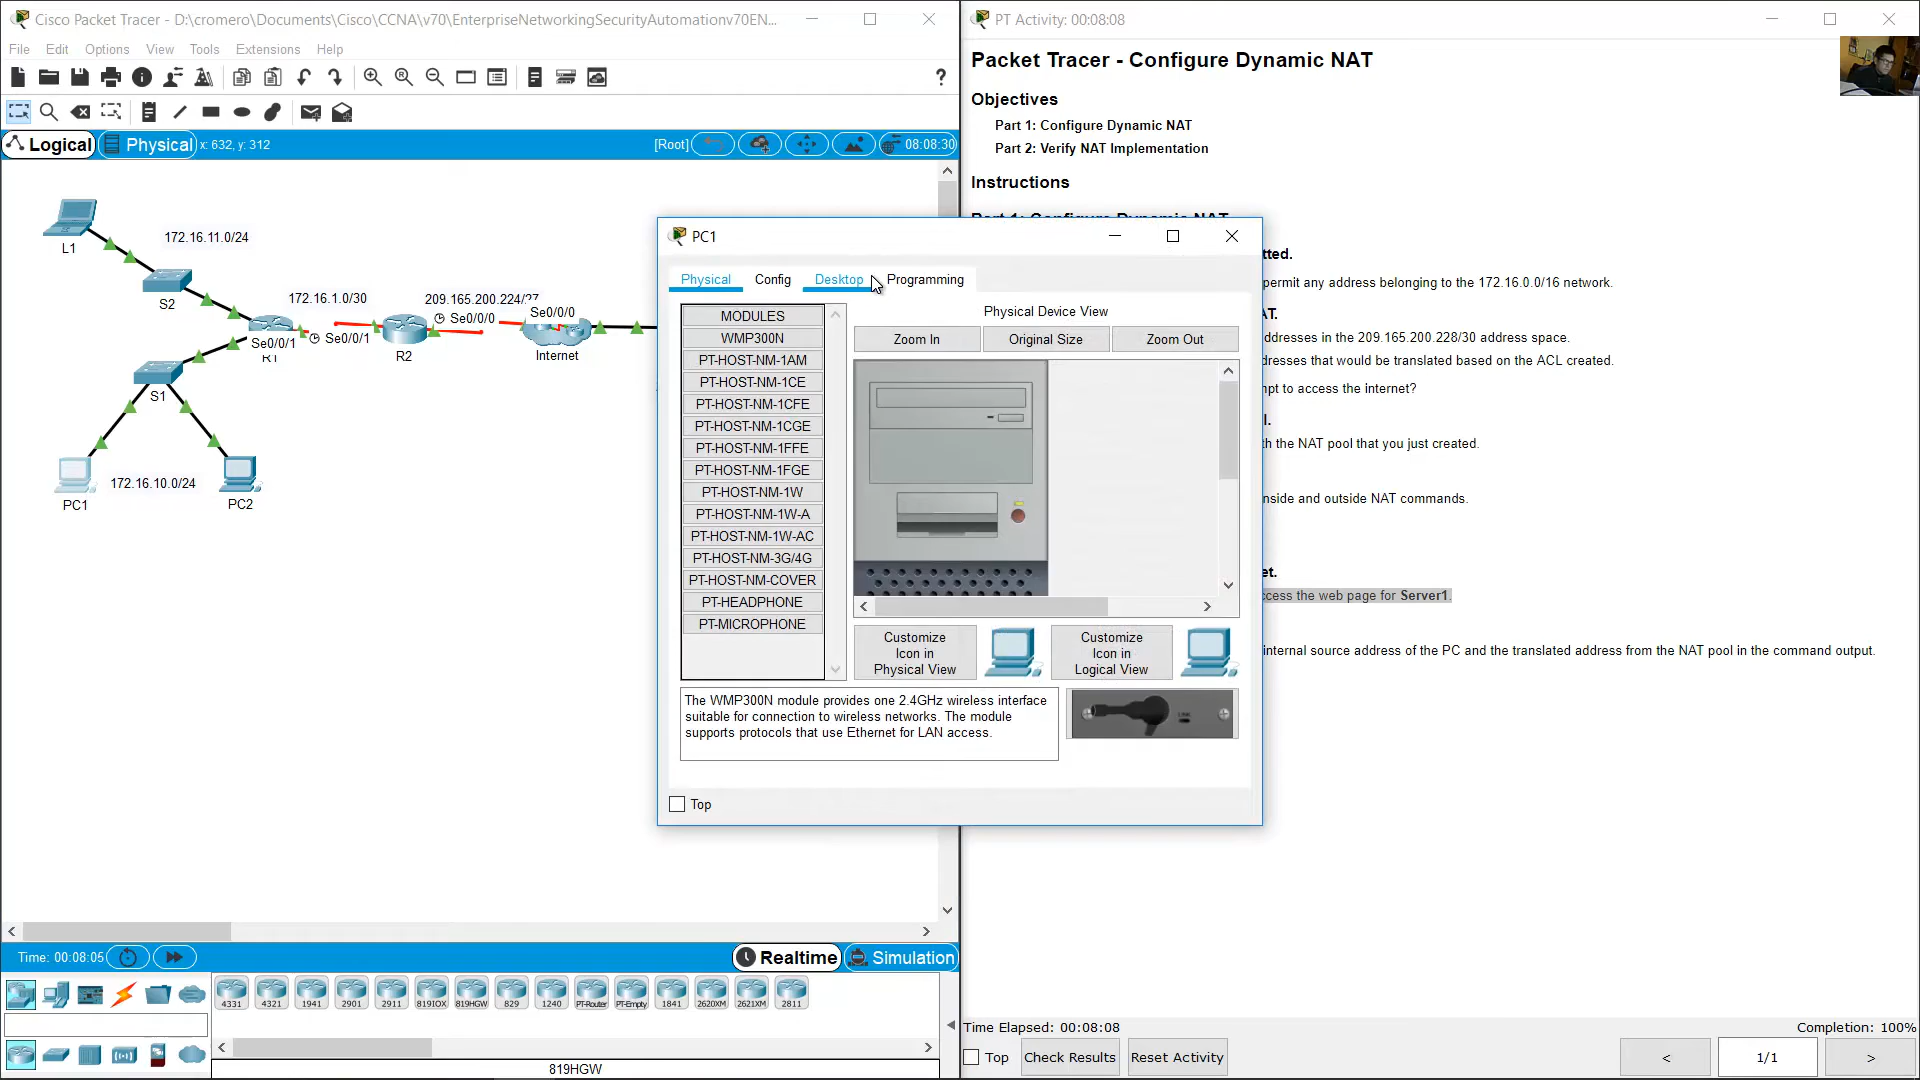 Cisco Packet Tracer - D:\cromero\Documents\Cisco\CCNA\v70\EnterpriseNetworkingSecurityAutomationv70EN...
File Edit Options View Tools Extensions Help
?
Logical Physical x: 632, y: 312 [Root] 08:08:30
L1
172.16.11.0/24
S2
172.16.1.0/30
209.165.200.224/27
Se0/0/0
Se0/0/0
Se0/0/1
Se0/0/1
R1
R2
Internet
S1
172.16.10.0/24
PC1
PC2
Time: 00:08:05
Realtime Simulation
4331 4321 1941 2901 2911 819IOX 819HGW 829 1240 PT-Router PT-Empty 1841 2620XM 2621XM 2811
819HGW
PC1
Physical Config Desktop Programming
MODULES
WMP300N
PT-HOST-NM-1AM
PT-HOST-NM-1CE
PT-HOST-NM-1CFE
PT-HOST-NM-1CGE
PT-HOST-NM-1FFE
PT-HOST-NM-1FGE
PT-HOST-NM-1W
PT-HOST-NM-1W-A
PT-HOST-NM-1W-AC
PT-HOST-NM-3G/4G
PT-HOST-NM-COVER
PT-HEADPHONE
PT-MICROPHONE
Physical Device View
Zoom In Original Size Zoom Out
Customize
Icon in
Physical View
Customize
Icon in
Logical View
The WMP300N module provides one 2.4GHz wireless interface
suitable for connection to wireless networks. The module
supports protocols that use Ethernet for LAN access.
Top
PT Activity: 00:08:08
Packet Tracer - Configure Dynamic NAT
Objectives
Part 1: Configure Dynamic NAT
Part 2: Verify NAT Implementation
Instructions
Part 1: Configure Dynamic NAT
tted.
permit any address belonging to the 172.16.0.0/16 network.
AT.
ddresses in the 209.165.200.228/30 address space.
dresses that would be translated based on the ACL created.
npt to access the internet?
l.
h the NAT pool that you just created.
nside and outside NAT commands.
et.
ccess the web page for Server1.
internal source address of the PC and the translated address from the NAT pool in the command output.
Time Elapsed: 00:08:08 Completion: 100%
Top Check Results Reset Activity < 1/1 >